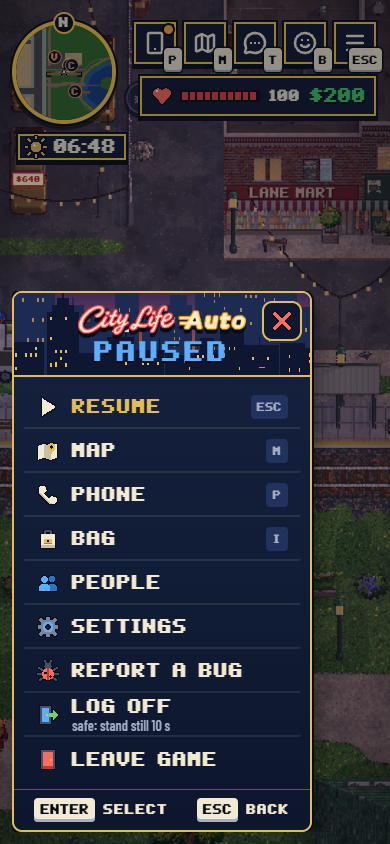 N
P
M
T
B
ESC
U
C
C
C
100 $200
06:48
$640
LANE MART
City Life Auto
PAUSED
RESUME ESC
MAP M
PHONE P
BAG I
PEOPLE
SETTINGS
REPORT A BUG
LOG OFF
safe: stand still 10 s
LEAVE GAME
ENTER SELECT ESC BACK